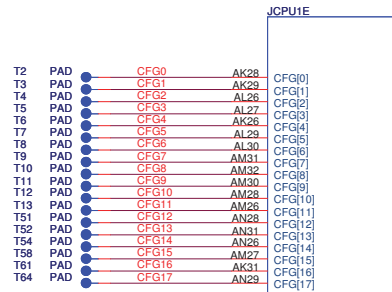 JCPU1E
T2 PAD CFG0 AK28 CFG[0]
T3 PAD CFG1 AK29 CFG[1]
T4 PAD CFG2 AL26 CFG[2]
T5 PAD CFG3 AL27 CFG[3]
T6 PAD CFG4 AK26 CFG[4]
T7 PAD CFG5 AL29 CFG[5]
T8 PAD CFG6 AL30 CFG[6]
T9 PAD CFG7 AM31 CFG[7]
T10 PAD CFG8 AM32 CFG[8]
T11 PAD CFG9 AM30 CFG[9]
T12 PAD CFG10 AM28 CFG[10]
T13 PAD CFG11 AM26 CFG[11]
T51 PAD CFG12 AN28 CFG[12]
T52 PAD CFG13 AN31 CFG[13]
T54 PAD CFG14 AN26 CFG[14]
T58 PAD CFG15 AM27 CFG[15]
T61 PAD CFG16 AK31 CFG[16]
T64 PAD CFG17 AN29 CFG[17]